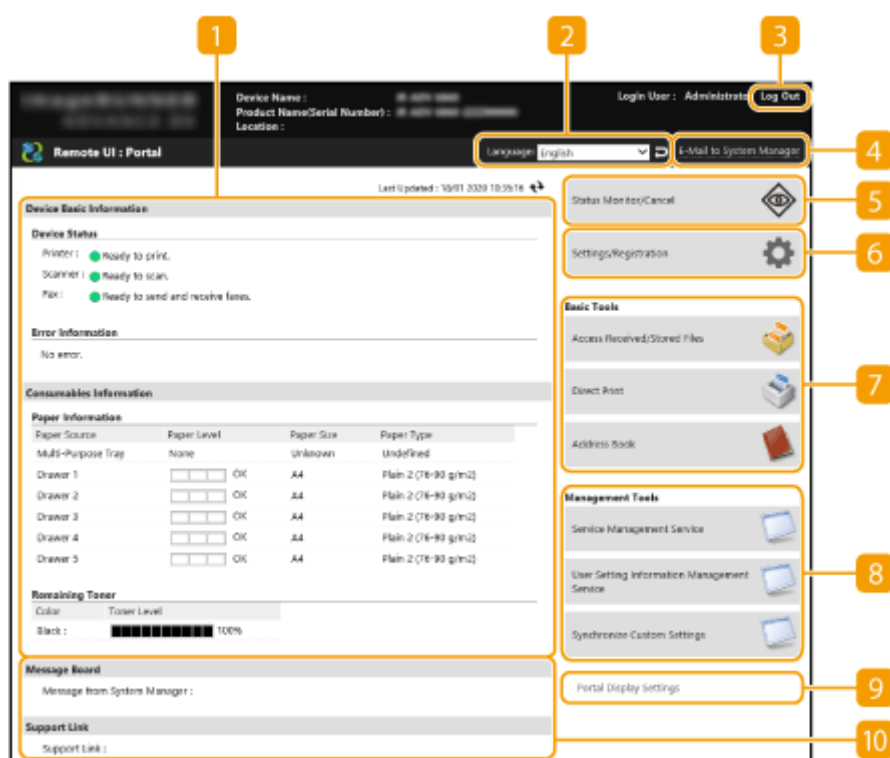 1
2
3
Device Name :
Product Name(Serial Number) :
Location :
Login User : Administrato
Log Out
Remote UI : Portal
Language:
English
E-Mail to System Manager
4
Last Updated : 18/01 2020 10:35:16
Device Basic Information
Device Status
Printer :
Ready to print.
Scanner :
Ready to scan.
Fax :
Ready to send and receive faxes.
Error Information
No error.
Consumables Information
Paper Information
Paper Source Paper Level Paper Size Paper Type
Multi-Purpose Tray None Unknown Undefined
Drawer 1 OK A4 Plain 2 (76-90 g/m2)
Drawer 2 OK A4 Plain 2 (76-90 g/m2)
Drawer 3 OK A4 Plain 2 (76-90 g/m2)
Drawer 4 OK A4 Plain 2 (76-90 g/m2)
Drawer 5 OK A4 Plain 2 (76-90 g/m2)
Remaining Toner
Color Toner Level
Black : 100%
Message Board
Message from System Manager :
Support Link
Support Link :
Status Monitor/Cancel
5
Settings/Registration
6
Basic Tools
Access Received/Stored Files
Direct Print
7
Address Book
Management Tools
Service Management Service
User Setting Information Management
Service
8
Synchronize Custom Settings
Portal Display Settings
9
10